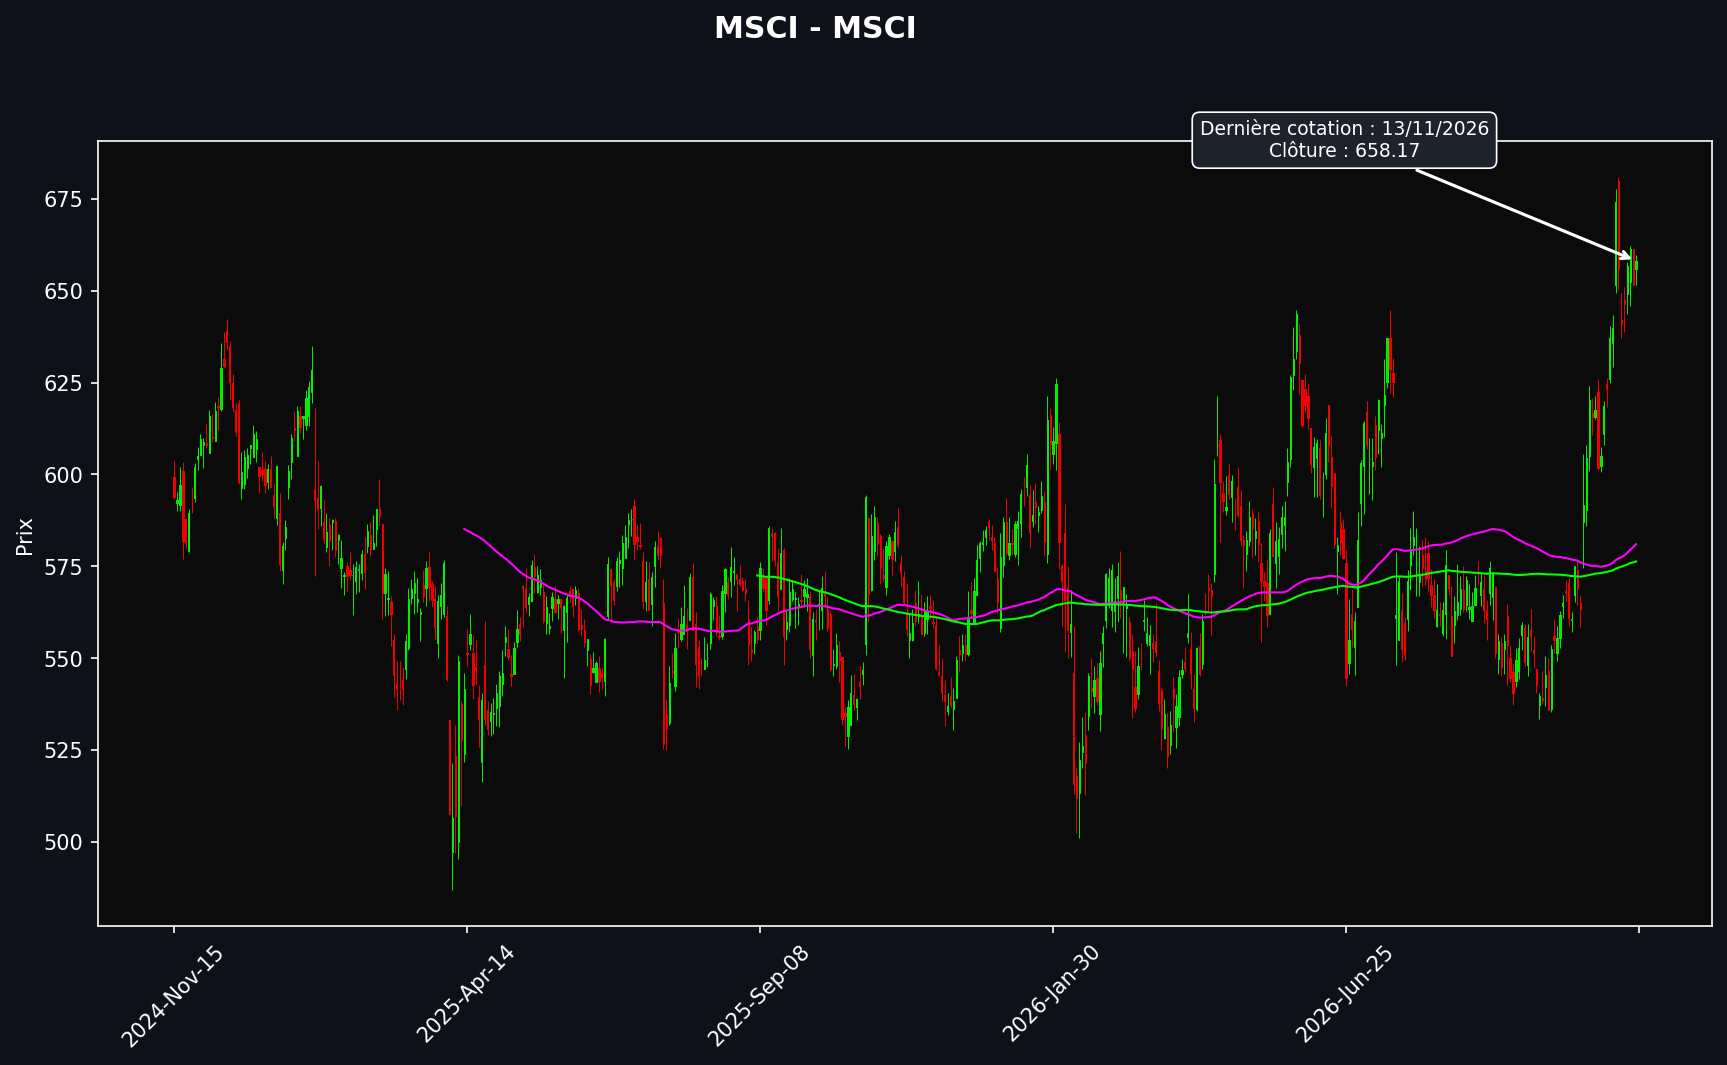 MSCI - MSCI
Dernière cotation : 13/11/2026
Clôture : 658.17
Prix
675
650
625
600
575
550
525
500
2024-Nov-15
2025-Apr-14
2025-Sep-08
2026-Jan-30
2026-Jun-25